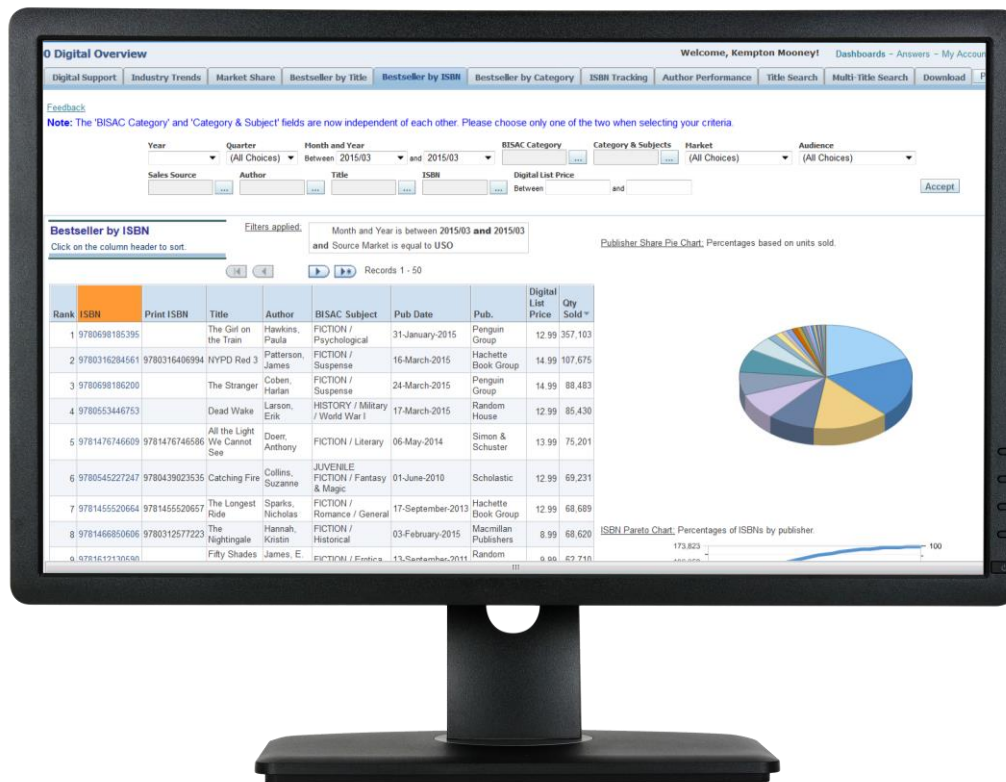 0 Digital Overview
Welcome, Kempton Mooney! Dashboards - Answers - My Accou
Digital Support Industry Trends Market Share Bestseller by Title Bestseller by ISBN Bestseller by Category ISBN Tracking Author Performance Title Search Multi-Title Search Download P
Feedback
Note: The 'BISAC Category' and 'Category & Subject' fields are now independent of each other. Please choose only one of the two when selecting your criteria.
Year Quarter Month and Year BISAC Category Category & Subjects Market Audience
(All Choices) Between 2015/03 and 2015/03 ... ... (All Choices) (All Choices)
Sales Source Author Title ISBN Digital List Price
... ... ... ... Between and Accept
Bestseller by ISBN
Click on the column header to sort.
Filters applied: Month and Year is between 2015/03 and 2015/03
and Source Market is equal to USO
Publisher Share Pie Chart: Percentages based on units sold.
Records 1 - 50
Rank ISBN Print ISBN Title Author BISAC Subject Pub Date Pub. Digital List Price Qty Sold
1 9780698185395 The Girl on the Train Hawkins, Paula FICTION / Psychological 31-January-2015 Penguin Group 12.99 357,103
2 9780316284561 9780316406994 NYPD Red 3 Patterson, James FICTION / Suspense 16-March-2015 Hachette Book Group 14.99 107,675
3 9780698186200 The Stranger Coben, Harlan FICTION / Suspense 24-March-2015 Penguin Group 14.99 88,483
4 9780553446753 Dead Wake Larson, Erik HISTORY / Military / World War I 17-March-2015 Random House 12.99 85,430
5 9781476746609 9781476746586 All the Light We Cannot See Doerr, Anthony FICTION / Literary 06-May-2014 Simon & Schuster 13.99 75,201
6 9780545227247 9780439023535 Catching Fire Collins, Suzanne JUVENILE FICTION / Fantasy & Magic 01-June-2010 Scholastic 12.99 69,231
7 9781455520664 9781455520657 The Longest Ride Sparks, Nicholas FICTION / Romance / General 17-September-2013 Hachette Book Group 12.99 68,689
8 9781466850606 9780312577223 The Nightingale Hannah, Kristin FICTION / Historical 03-February-2015 Macmillan Publishers 8.99 68,620
9 9781612130590 Fifty Shades James, E. FICTION / Erotica 13-September-2011 Random 9.99 62,710
ISBN Pareto Chart: Percentages of ISBNs by publisher
173,823 100